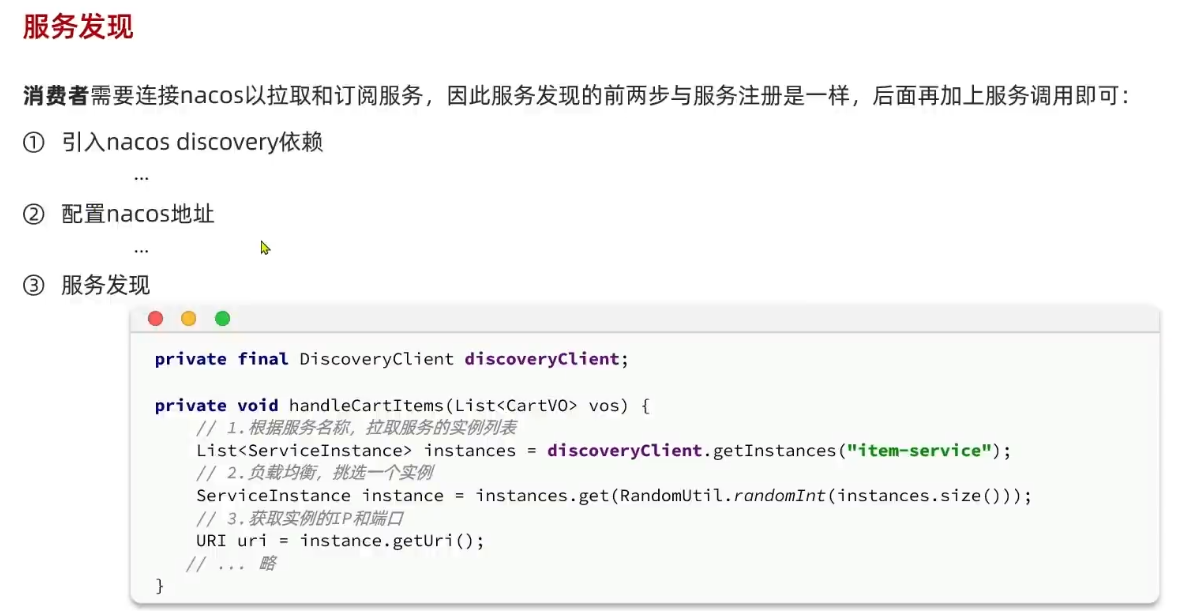 服务发现
消费者需要连接nacos以拉取和订阅服务，因此服务发现的前两步与服务注册是一样，后面再加上服务调用即可：
① 引入nacos discovery依赖
...
② 配置nacos地址
...
③ 服务发现
private final DiscoveryClient discoveryClient;
private void handleCartItems(List<CartVO> vos) {
// 1.根据服务名称，拉取服务的实例列表
List<ServiceInstance> instances = discoveryClient.getInstances("item-service");
// 2.负载均衡，挑选一个实例
ServiceInstance instance = instances.get(RandomUtil.randomInt(instances.size()));
// 3.获取实例的IP和端口
URI uri = instance.getUri();
// ... 略
}